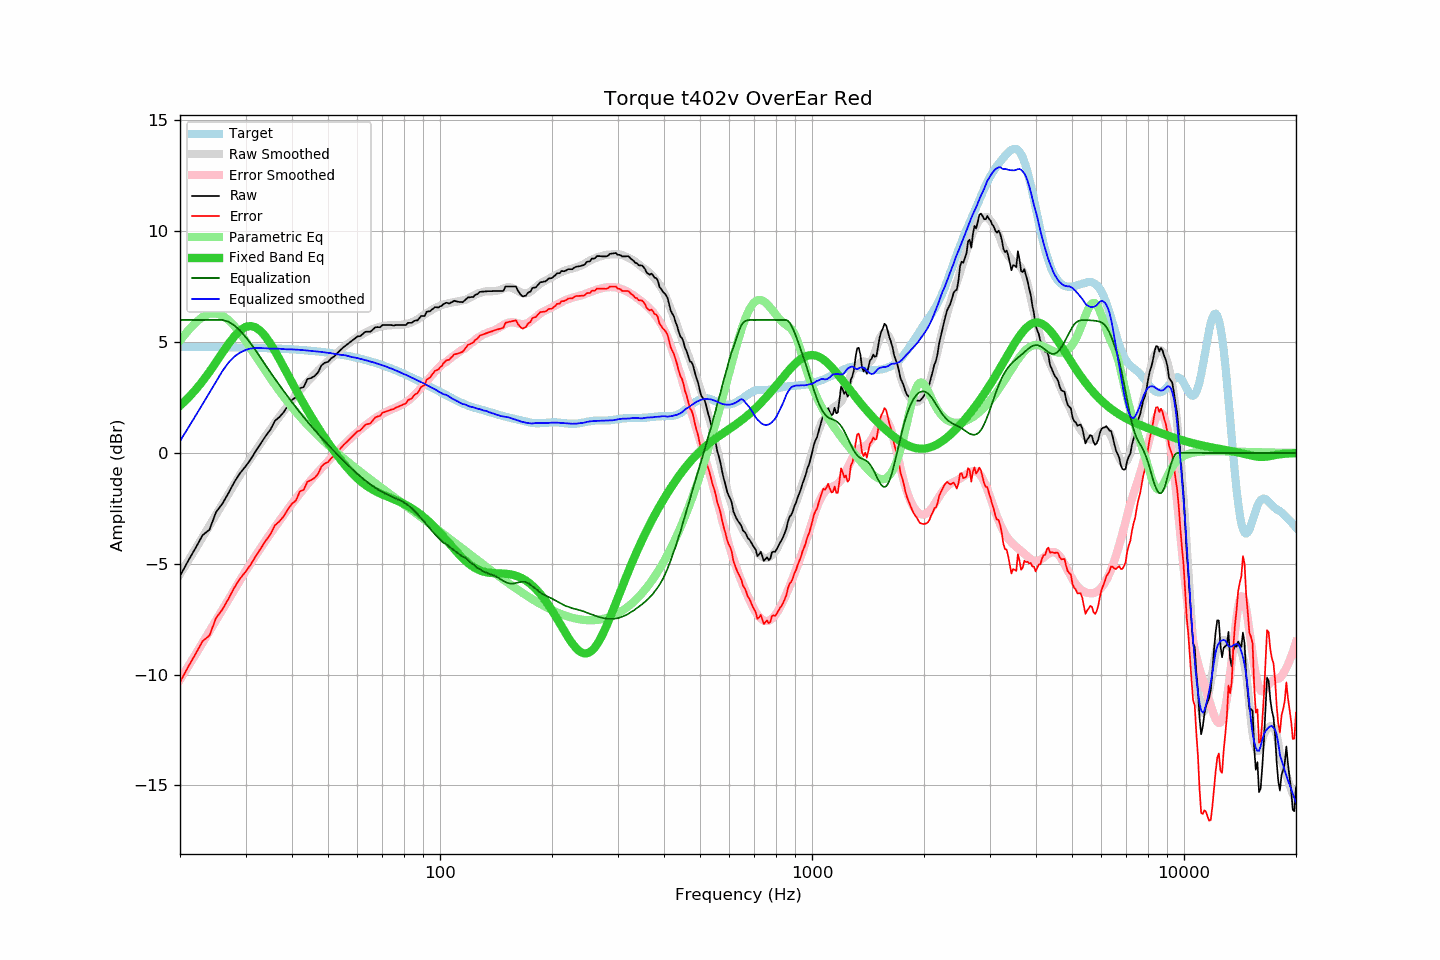 Torque t402v OverEar Red
15
10
5
0
−5
−10
−15
Amplitude (dBr)
Target
Raw Smoothed
Error Smoothed
Raw
Error
Parametric Eq
Fixed Band Eq
Equalization
Equalized smoothed
100
1000
10000
Frequency (Hz)